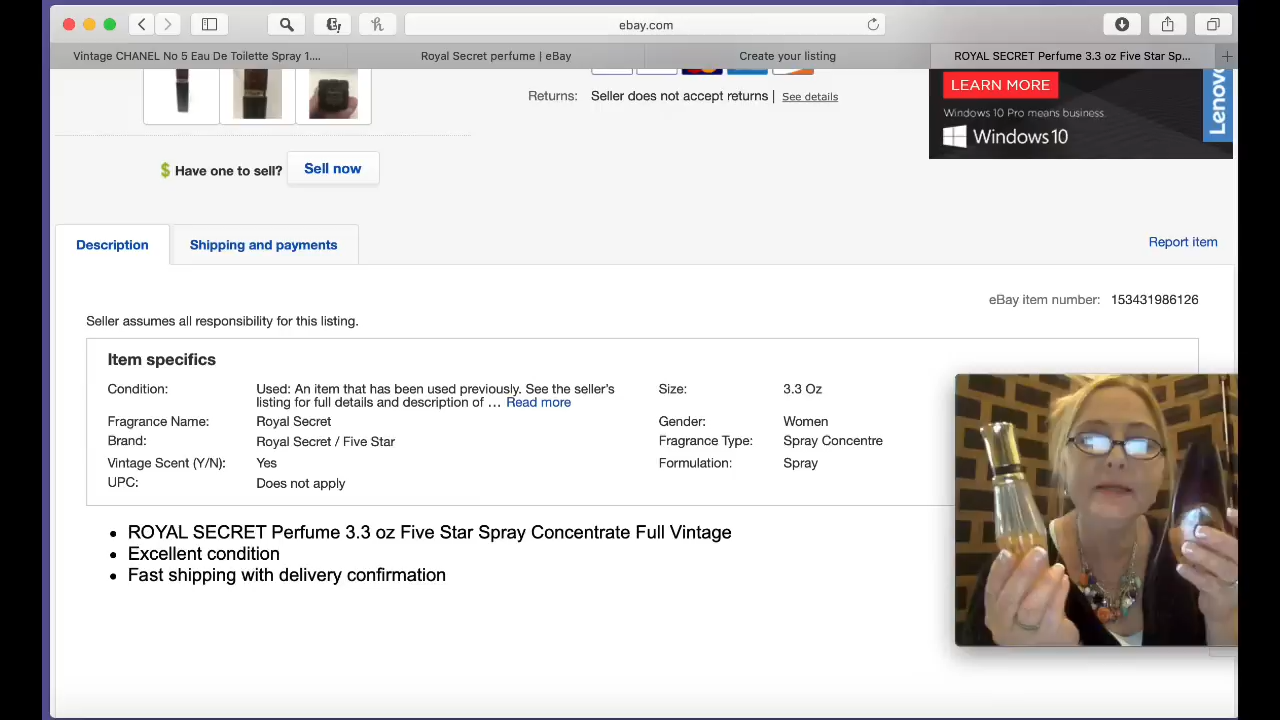 ebay.com
Vintage CHANEL No 5 Eau De Toilette Spray 1....
Royal Secret perfume | eBay
Create your listing
ROYAL SECRET Perfume 3.3 oz Five Star Sp...
Returns: Seller does not accept returns | See details
LEARN MORE
Windows 10 Pro means business.
Windows 10
Lenovo
Have one to sell? Sell now
Description
Shipping and payments
Report item
eBay item number: 153431986126
Seller assumes all responsibility for this listing.
Item specifics
Condition: Used: An item that has been used previously. See the seller's
listing for full details and description of ... Read more
Size: 3.3 Oz
Fragrance Name: Royal Secret
Gender: Women
Brand: Royal Secret / Five Star
Fragrance Type: Spray Concentre
Vintage Scent (Y/N): Yes
Formulation: Spray
UPC: Does not apply
ROYAL SECRET Perfume 3.3 oz Five Star Spray Concentrate Full Vintage
Excellent condition
Fast shipping with delivery confirmation